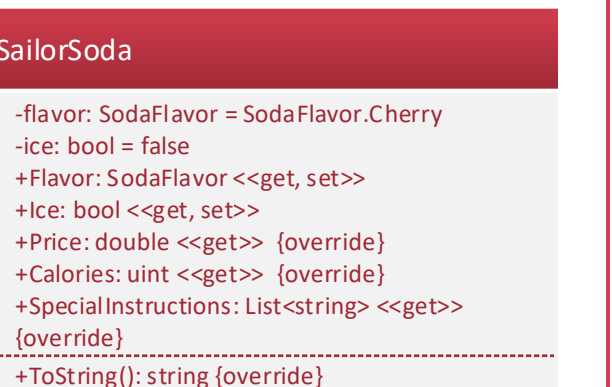 SailorSoda
-flavor: SodaFlavor = SodaFlavor.Cherry
-ice: bool = false
+Flavor: SodaFlavor <<get, set>>
+Ice: bool <<get, set>>
+Price: double <<get>> {override}
+Calories: uint <<get>> {override}
+SpecialInstructions: List<string> <<get>>
{override}
+ToString(): string {override}